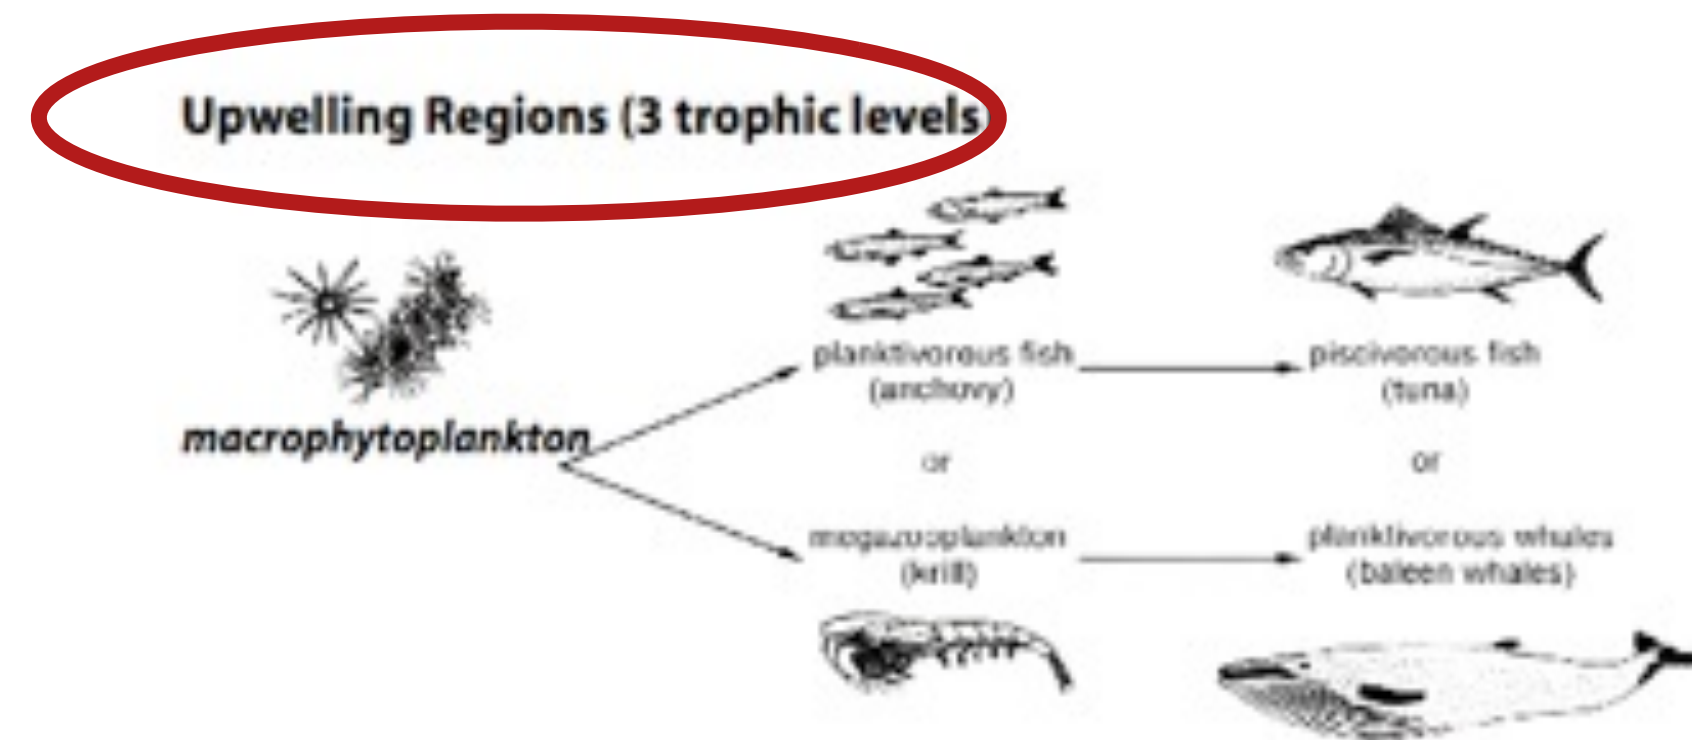 Upwelling Regions (3 trophic levels)
macrophytoplankton
planktivorous fish
(anchovy)
piscivorous fish
(tuna)
or
or
megazooplankton
(krill)
planktivorous whales
(baleen whales)